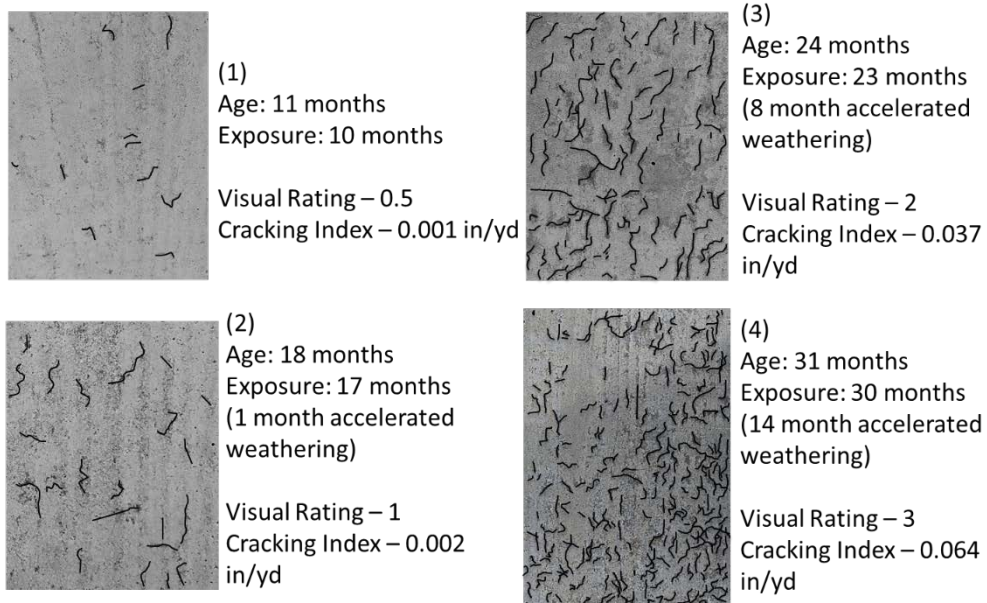 (1)
Age: 11 months
Exposure: 10 months
Visual Rating – 0.5
Cracking Index – 0.001 in/yd
(2)
Age: 18 months
Exposure: 17 months
(1 month accelerated
weathering)
Visual Rating – 1
Cracking Index – 0.002
in/yd
(3)
Age: 24 months
Exposure: 23 months
(8 month accelerated
weathering)
Visual Rating – 2
Cracking Index – 0.037
in/yd
(4)
Age: 31 months
Exposure: 30 months
(14 month accelerated
weathering)
Visual Rating – 3
Cracking Index – 0.064
in/yd